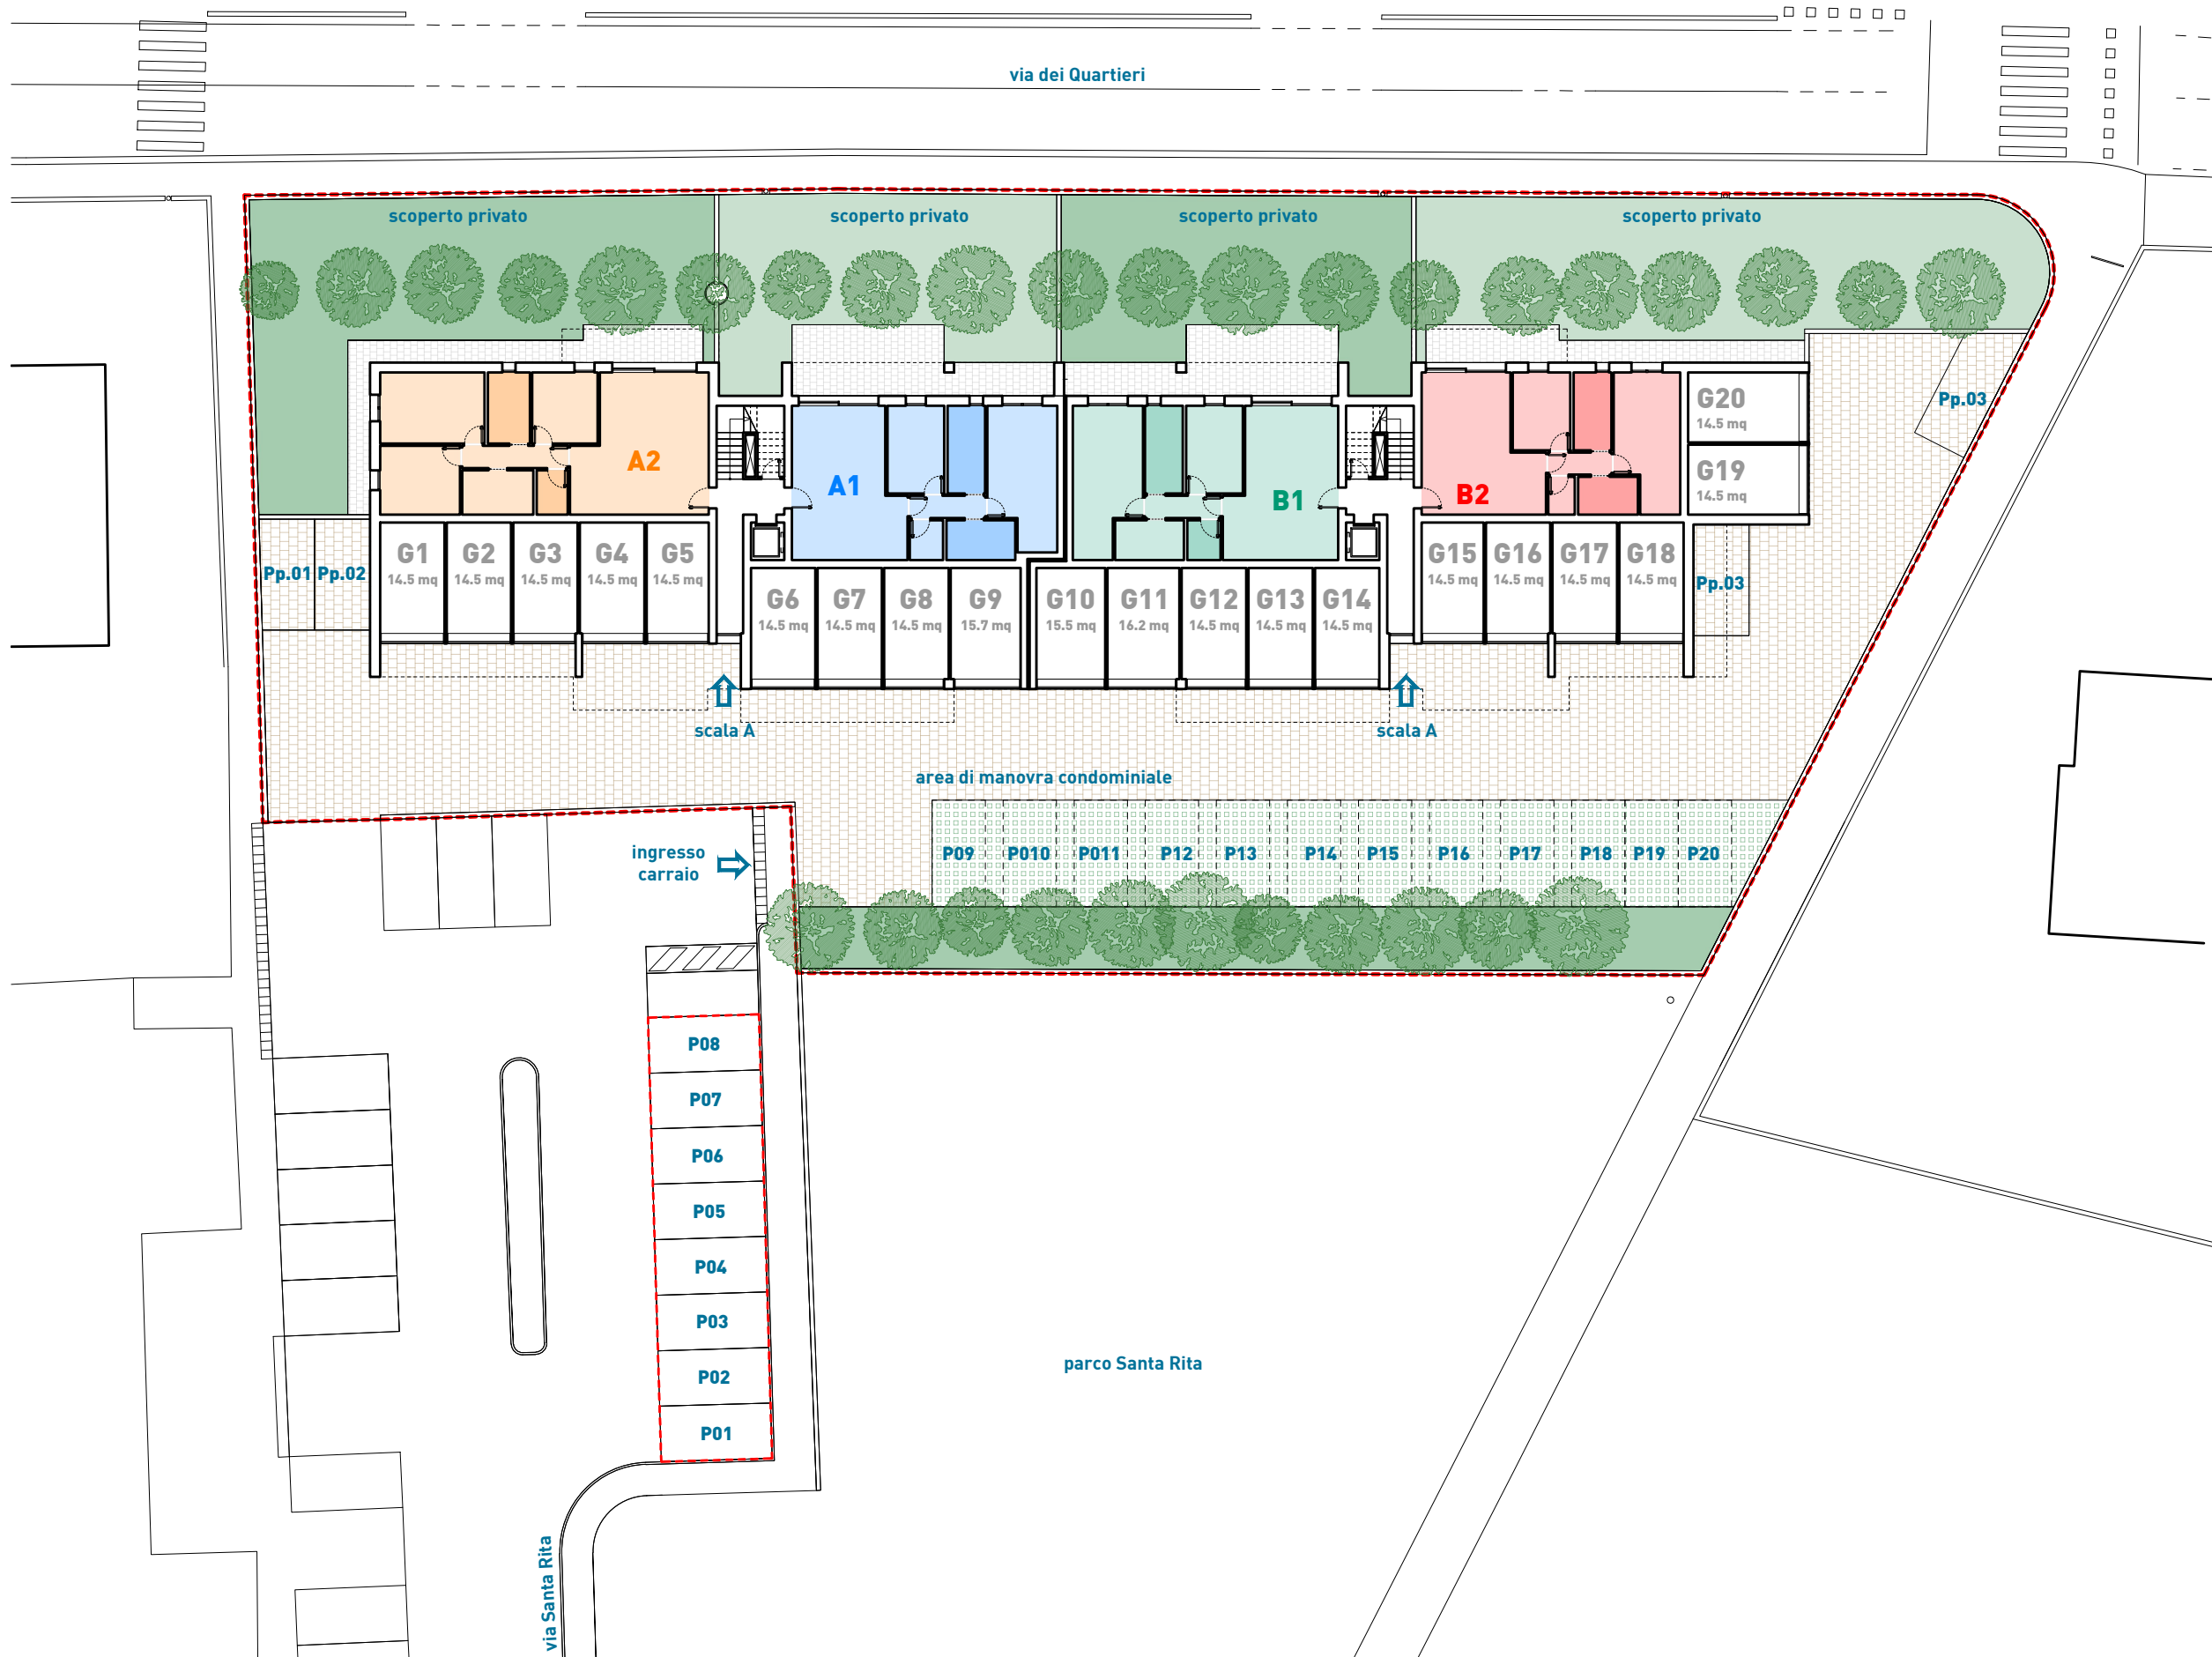 via dei Quartieri
scoperto privato
scoperto privato
scoperto privato
scoperto privato
A2
A1
B1
B2
G20
14.5 mq
G19
14.5 mq
Pp.03
Pp.01
Pp.02
G1
14.5 mq
G2
14.5 mq
G3
14.5 mq
G4
14.5 mq
G5
14.5 mq
G6
14.5 mq
G7
14.5 mq
G8
14.5 mq
G9
15.7 mq
G10
15.5 mq
G11
16.2 mq
G12
14.5 mq
G13
14.5 mq
G14
14.5 mq
G15
14.5 mq
G16
14.5 mq
G17
14.5 mq
G18
14.5 mq
Pp.03
scala A
scala A
area di manovra condominiale
ingresso
carraio
P09
P010
P011
P12
P13
P14
P15
P16
P17
P18
P19
P20
P08
P07
P06
P05
P04
P03
P02
P01
parco Santa Rita
via Santa Rita